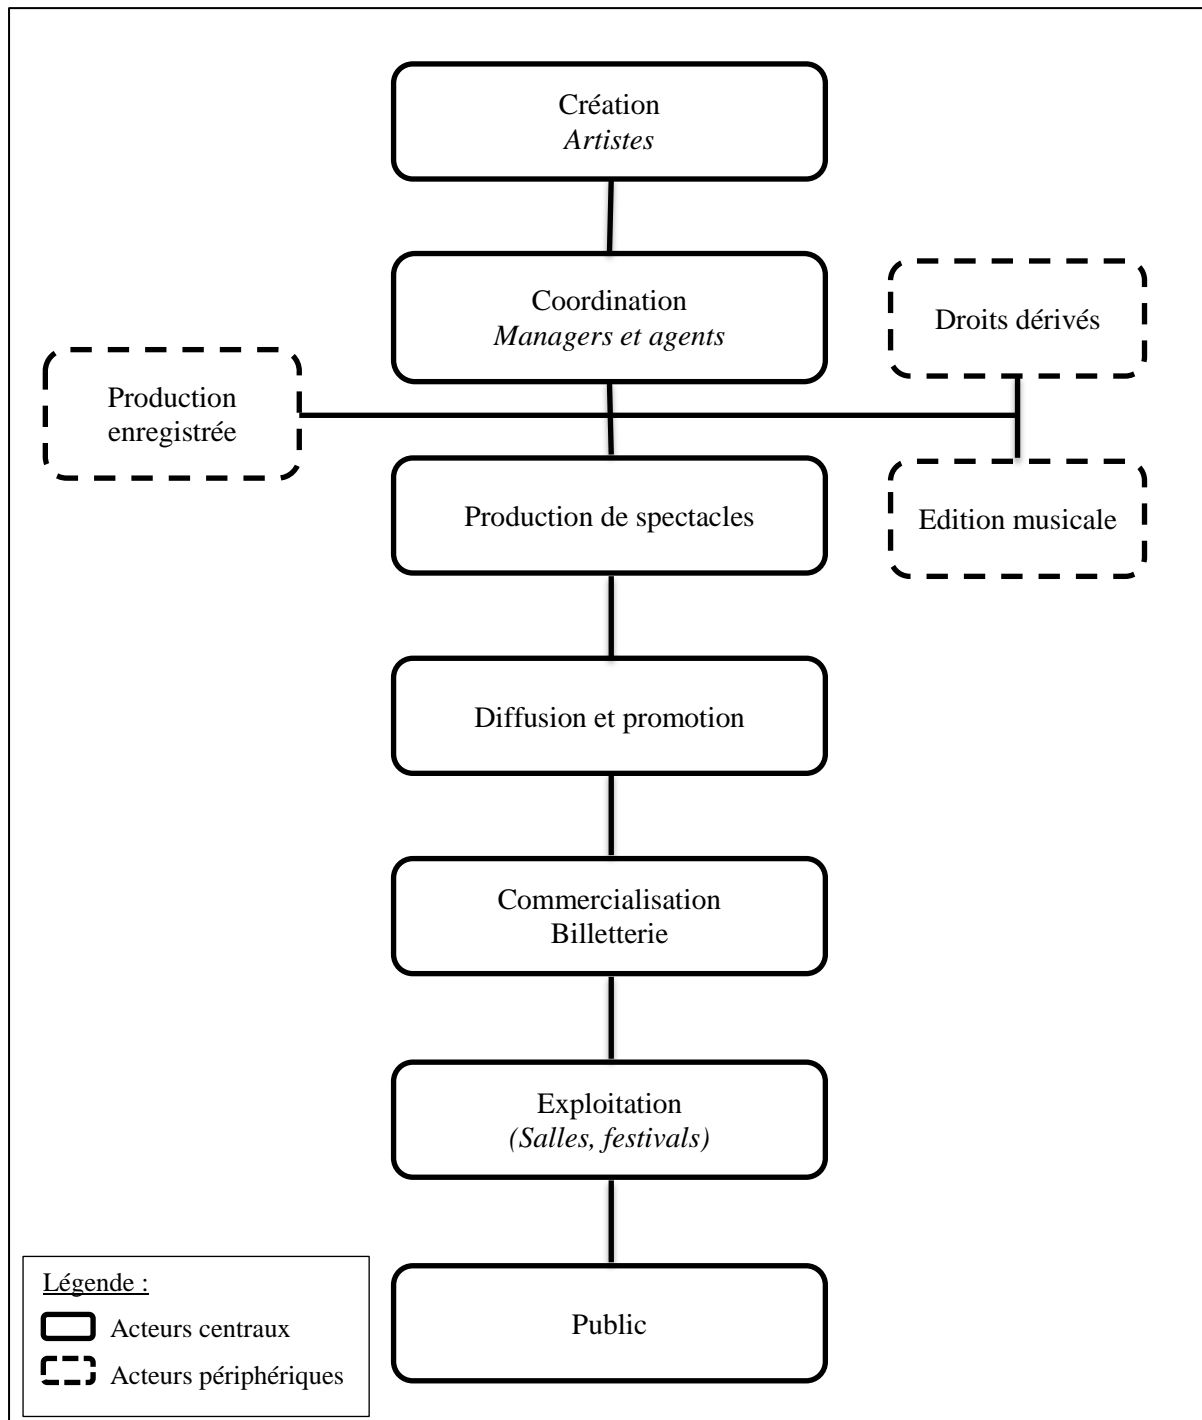 Création
Artistes
Coordination
Managers et agents
Droits dérivés
Production
enregistrée
Production de spectacles
Edition musicale
Diffusion et promotion
Commercialisation
Billetterie
Exploitation
(Salles, festivals)
Public
Légende :
Acteurs centraux
Acteurs périphériques